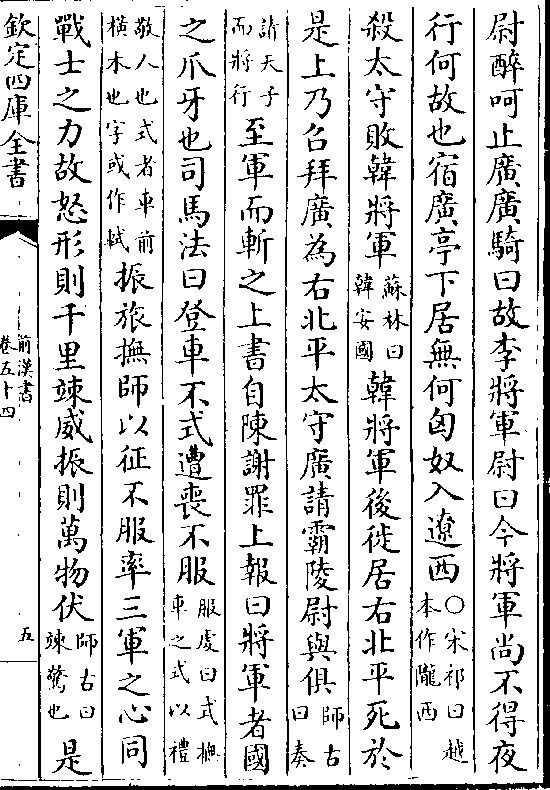 尉醉呵止廣廣騎曰故李將軍尉曰今將軍尚不得夜
行何故也宿廣亭下居無何匈奴入遼西
○宋祁曰越
本作隴西
殺太守敗韓將軍
蘇林曰
韓安國
韓將軍後徙居右北平死於
是上乃召拜廣為右北平太守廣請霸陵尉與俱
師古
曰奏
請天子
而將行
至軍而斬之上書自陳謝罪上報曰將軍者國
之爪牙也司馬法曰登車不式遭喪不服
服虔曰式撫
車之式以禮
敬人也式者車前
橫木也字或作軾
振旅撫師以征不服率三軍之心同
戰士之力故怒形則千里竦威振則萬物伏
師古曰
竦驚也
是
欽定四庫全書
前漢書
卷五十四
五